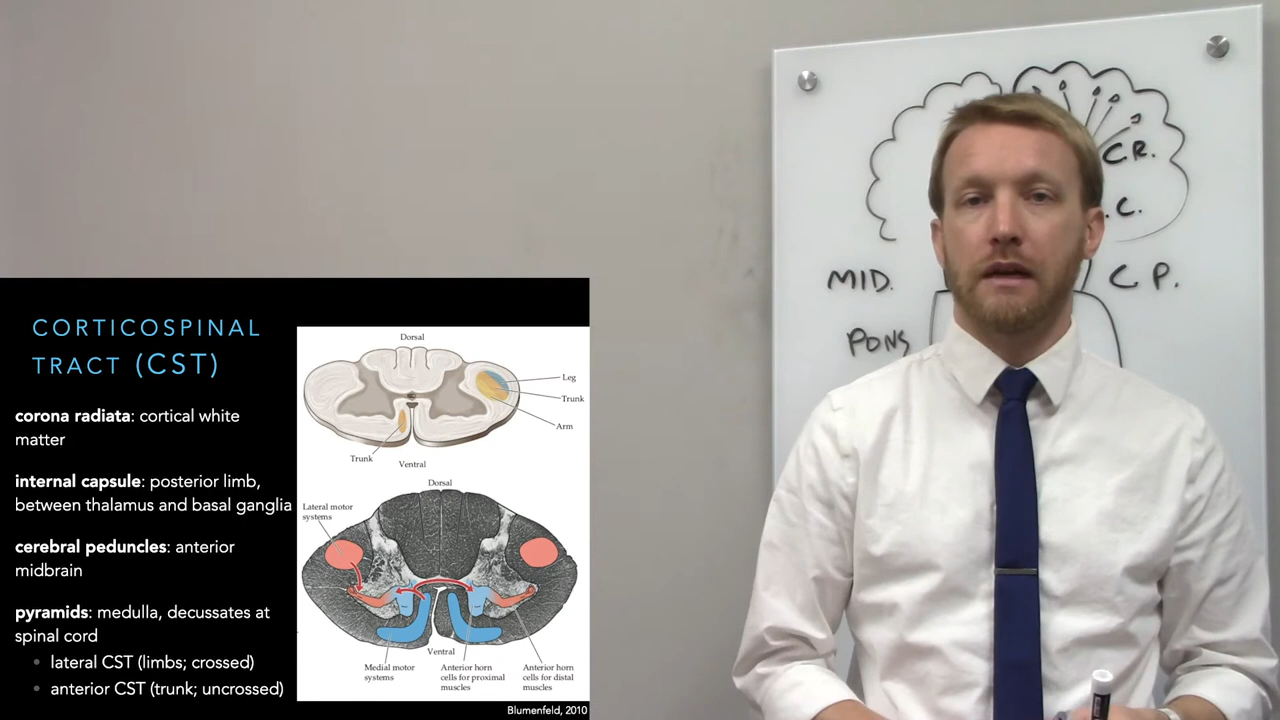 CORTICOSPINAL
TRACT (CST)
corona radiata: cortical white
matter
internal capsule: posterior limb,
between thalamus and basal ganglia
cerebral peduncles: anterior
midbrain
pyramids: medulla, decussates at
spinal cord
• lateral CST (limbs; crossed)
• anterior CST (trunk; uncrossed)
Dorsal
Leg
Trunk
Arm
Trunk
Ventral
Dorsal
Lateral motor
systems
Ventral
Medial motor
systems
Anterior horn
cells for proximal
muscles
Anterior horn
cells for distal
muscles
Blumenfeld, 2010
C.R.
.C.
MID.
C P.
PONS